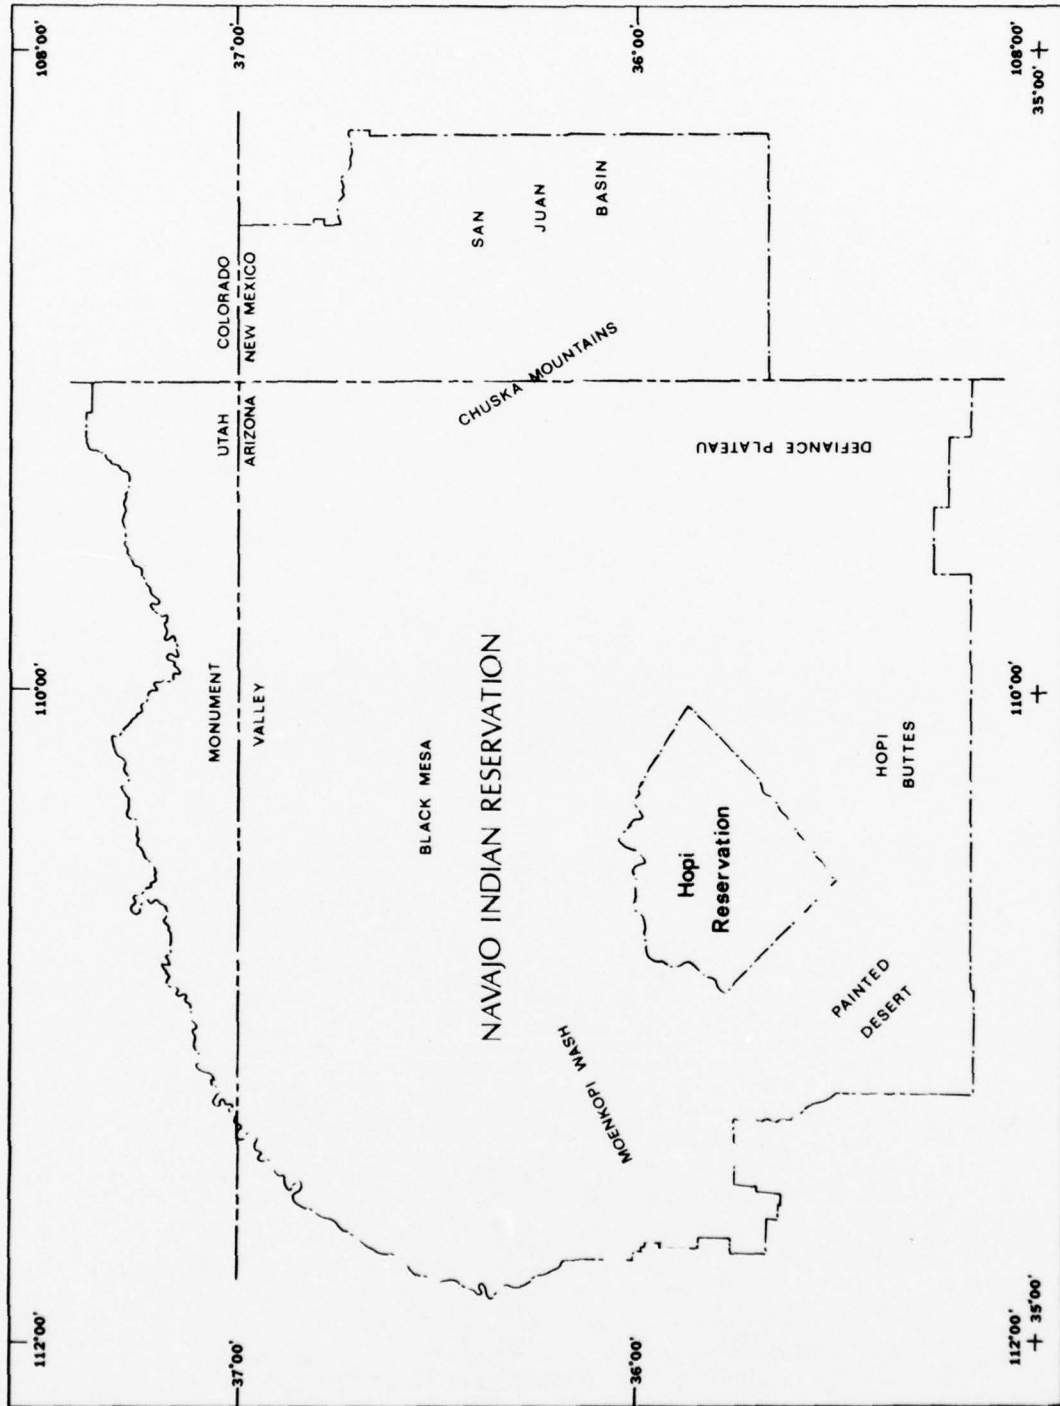 112°00'
110°00'
108°00'
UTAH
COLORADO
37°00'
37°00'
ARIZONA
NEW MEXICO
MONUMENT
VALLEY
BLACK MESA
CHUSKA MOUNTAINS
SAN
JUAN
BASIN
NAVAJO INDIAN RESERVATION
MOENKOPI WASH
36°00'
36°00'
Hopi
Reservation
DEFIANCE PLATEAU
PAINTED
DESERT
HOPI
BUTTES
112°00'
35°00'
110°00'
108°00'
35°00'